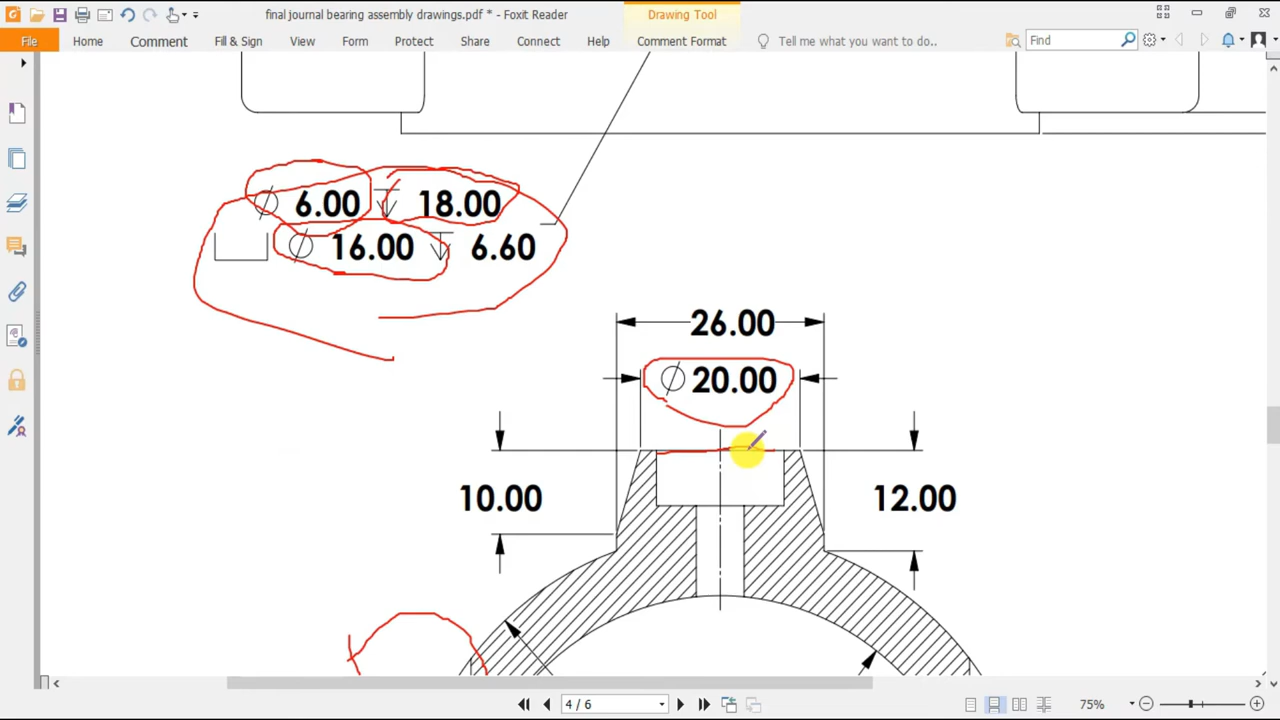 final journal bearing assembly drawings.pdf * - Foxit Reader
Drawing Tool
File Home Comment Fill & Sign View Form Protect Share Connect Help Comment Format Tell me what you want to do.. Find
∅ 6.00 ↧ 18.00
⌴ ∅ 16.00 ↧ 6.60
26.00
∅ 20.00
10.00
12.00
4 / 6
75%